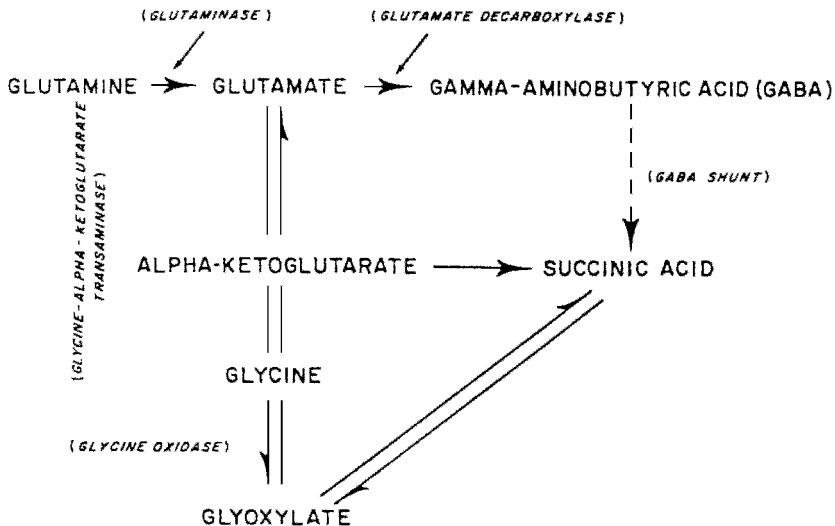 (GLUTAMINASE) (GLUTAMATE DECARBOXYLASE)
GLUTAMINE GLUTAMATE GAMMA-AMINOBUTYRIC ACID (GABA)
(GLYCINE-ALPHA-KETOGLUTARATE
TRANSAMINASE)
(GABA SHUNT)
ALPHA-KETOGLUTARATE SUCCINIC ACID
GLYCINE
(GLYCINE OXIDASE)
GLYOXYLATE